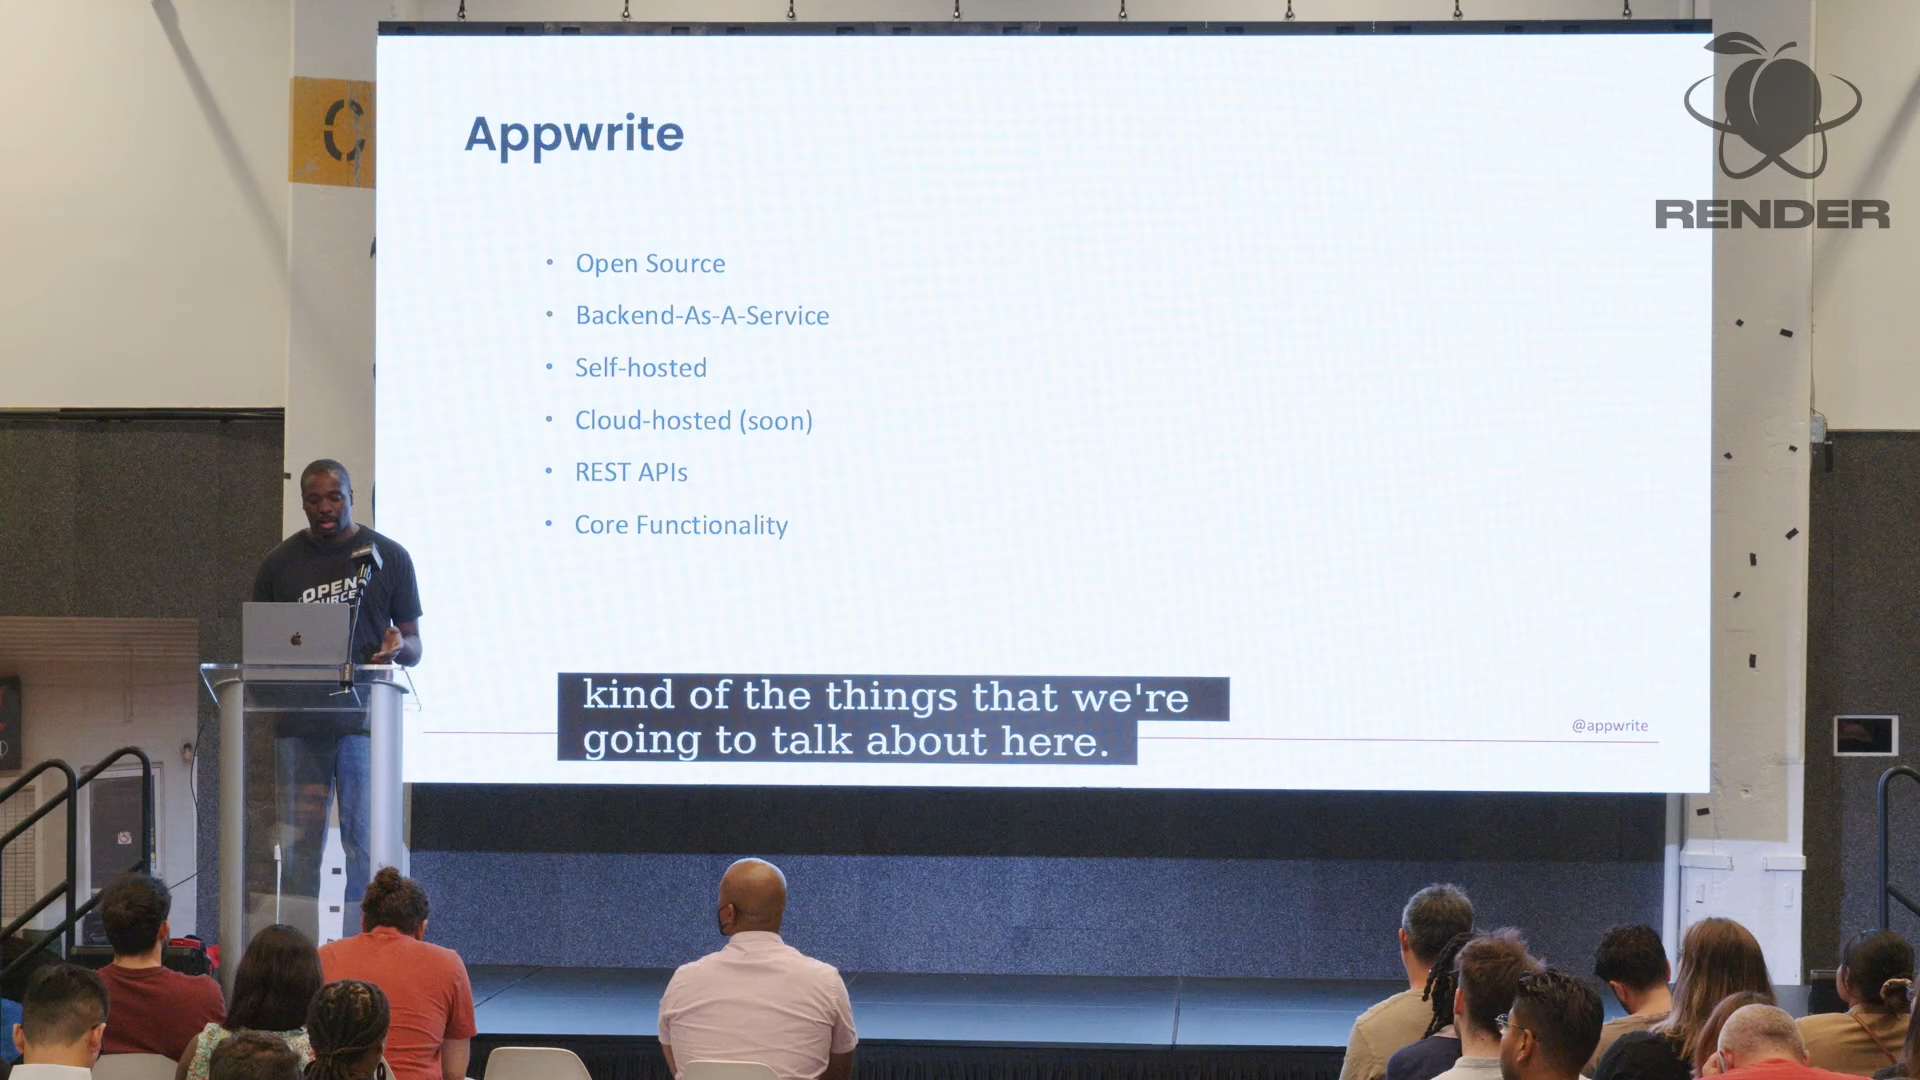 RENDER
Appwrite
• Open Source
• Backend-As-A-Service
• Self-hosted
• Cloud-hosted (soon)
• REST APIs
• Core Functionality
OPEN
kind of the things that we're
going to talk about here.
@appwrite